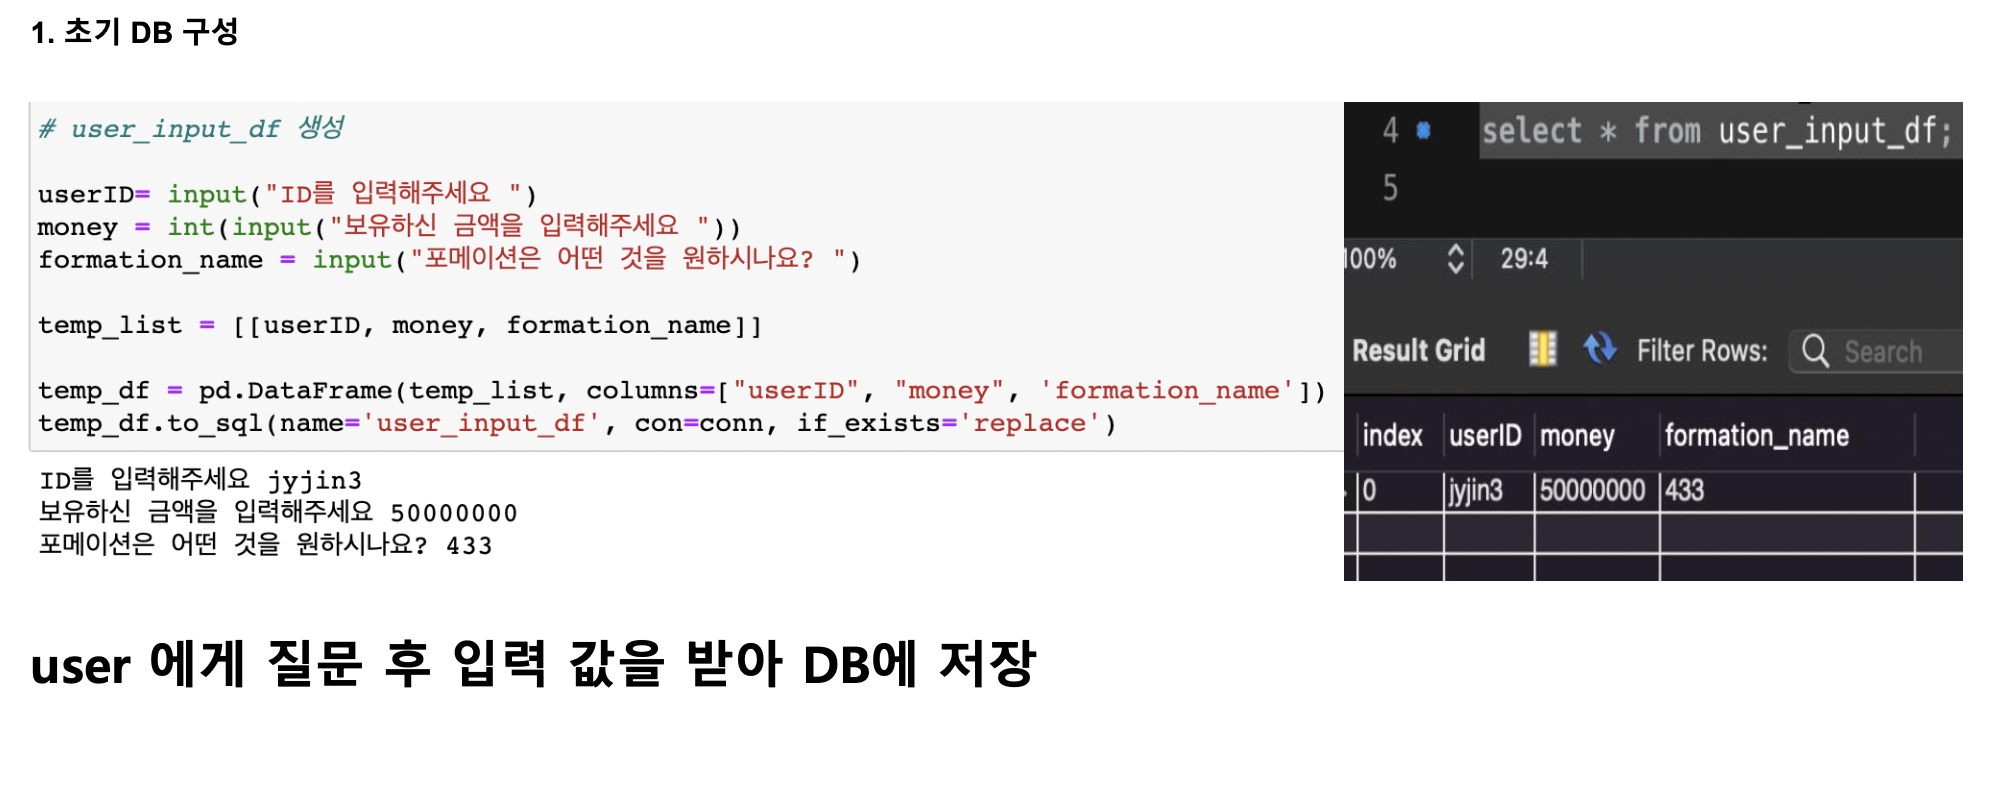 1. 초기 DB 구성
# user_input_df 생성
userID= input("ID를 입력해주세요 ")
money = int(input("보유하신 금액을 입력해주세요 "))
formation_name = input("포메이션은 어떤 것을 원하시나요? ")
temp_list = [[userID, money, formation_name]]
temp_df = pd.DataFrame(temp_list, columns=["userID", "money", 'formation_name'])
temp_df.to_sql(name='user_input_df', con=conn, if_exists='replace')
ID를 입력해주세요 jyjin3
보유하신 금액을 입력해주세요 50000000
포메이션은 어떤 것을 원하시나요? 433
4 select * from user_input_df;
5
100% 29:4
Result Grid Filter Rows: Search
index userID money formation_name
0 jyjin3 50000000 433
user 에게 질문 후 입력 값을 받아 DB에 저장